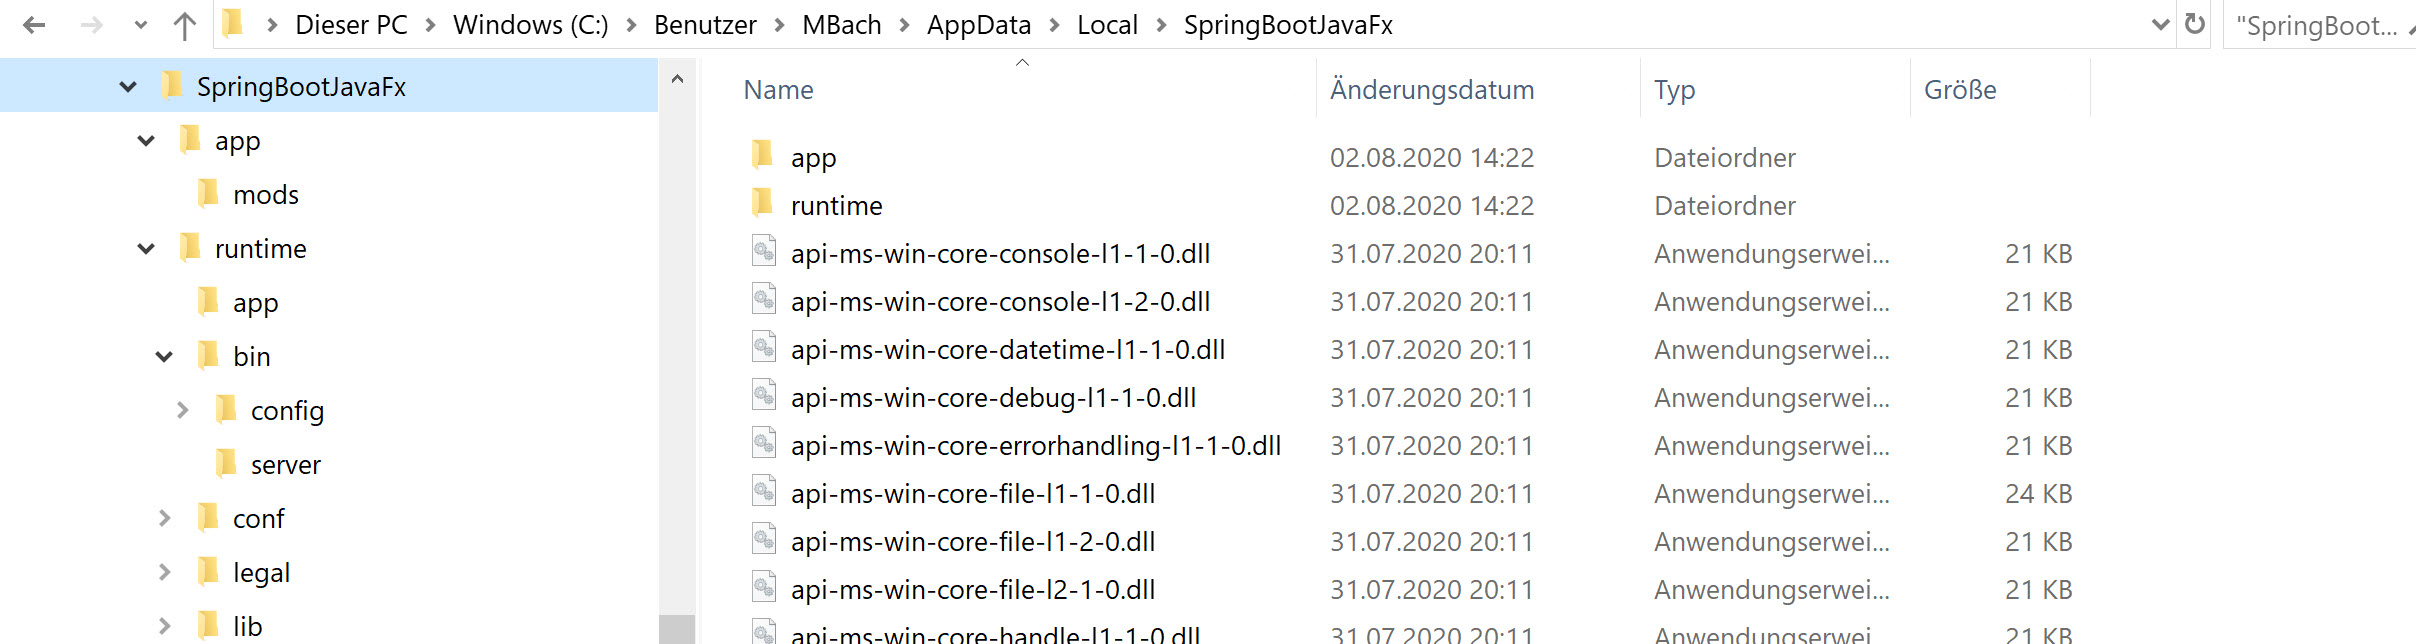 Dieser PC > Windows (C:) > Benutzer > MBach > AppData > Local > SpringBootJavaFx "SpringBoot...
SpringBootJavaFx
app
mods
runtime
app
bin
config
server
conf
legal
lib
Name Änderungsdatum Typ Größe
app 02.08.2020 14:22 Dateiordner
runtime 02.08.2020 14:22 Dateiordner
api-ms-win-core-console-l1-1-0.dll 31.07.2020 20:11 Anwendungserwei... 21 KB
api-ms-win-core-console-l1-2-0.dll 31.07.2020 20:11 Anwendungserwei... 21 KB
api-ms-win-core-datetime-l1-1-0.dll 31.07.2020 20:11 Anwendungserwei... 21 KB
api-ms-win-core-debug-l1-1-0.dll 31.07.2020 20:11 Anwendungserwei... 21 KB
api-ms-win-core-errorhandling-l1-1-0.dll 31.07.2020 20:11 Anwendungserwei... 21 KB
api-ms-win-core-file-l1-1-0.dll 31.07.2020 20:11 Anwendungserwei... 24 KB
api-ms-win-core-file-l1-2-0.dll 31.07.2020 20:11 Anwendungserwei... 21 KB
api-ms-win-core-file-l2-1-0.dll 31.07.2020 20:11 Anwendungserwei... 21 KB
api-ms-win-core-handle-l1-1-0.dll 31.07.2020 20:11 Anwendungserwei... 21 KB